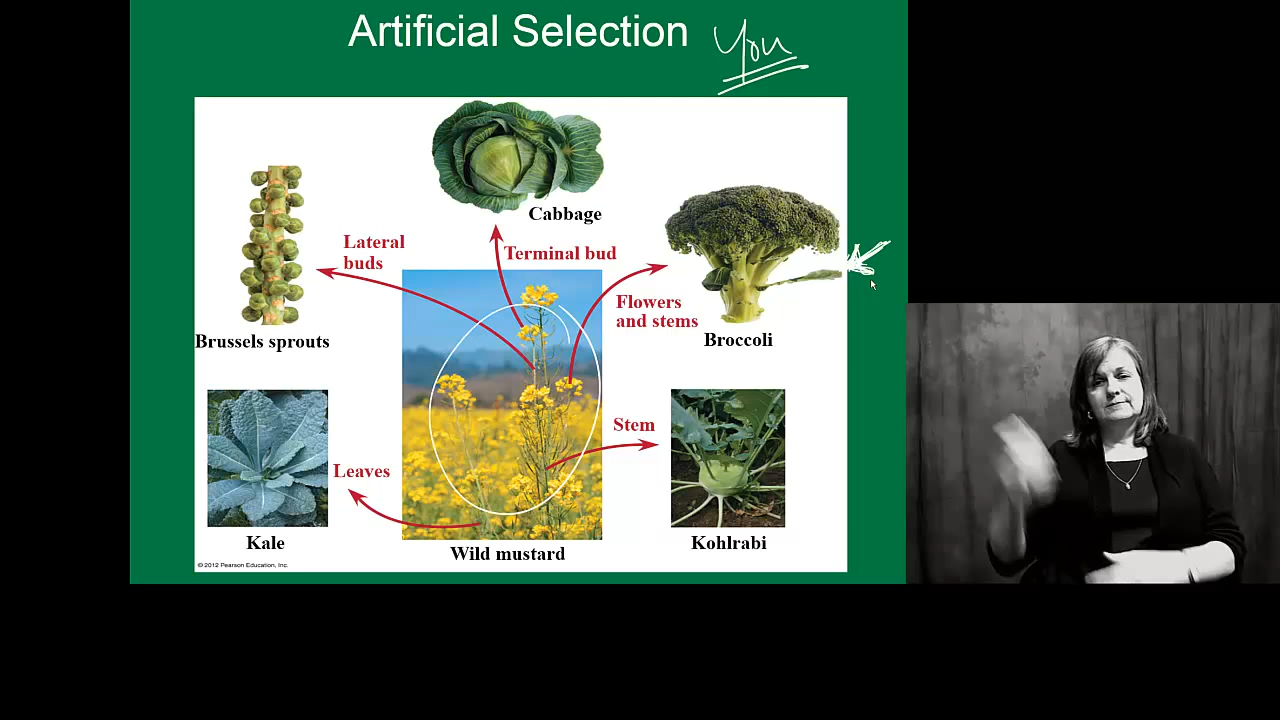 Artificial Selection You
Cabbage
Lateral
buds
Terminal bud
Flowers
and stems
Brussels sprouts
Broccoli
Stem
Leaves
Kale
Wild mustard
Kohlrabi
© 2012 Pearson Education, Inc.